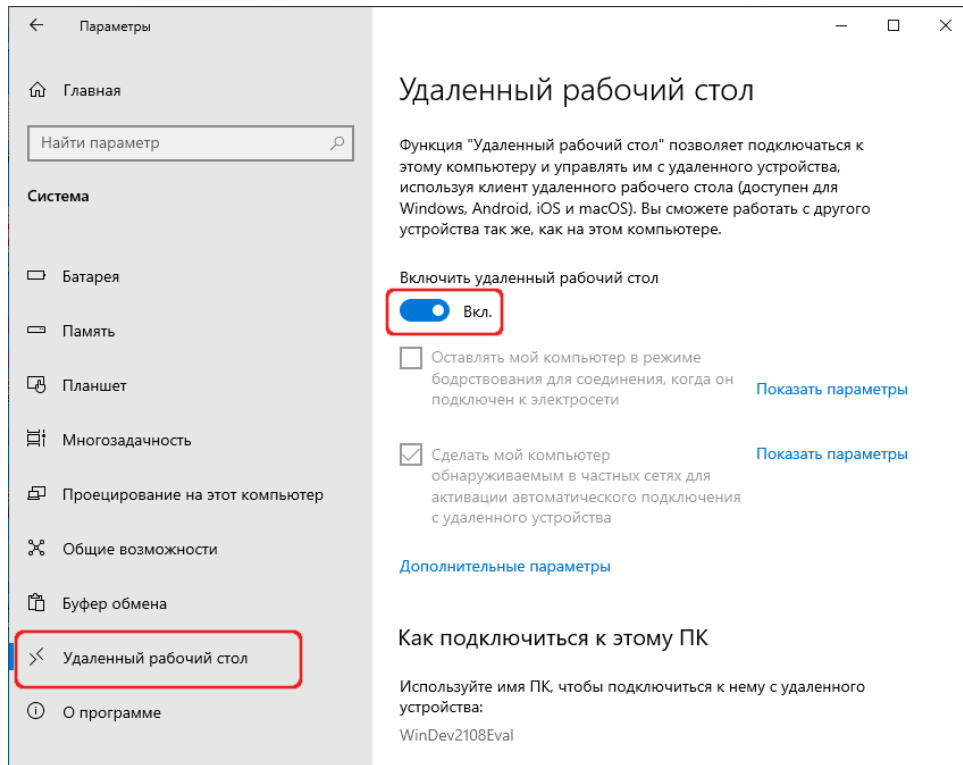 Параметры
Главная
Найти параметр
Система
Батарея
Память
Планшет
Многозадачность
Проецирование на этот компьютер
Общие возможности
Буфер обмена
Удаленный рабочий стол
О программе
Удаленный рабочий стол
Функция "Удаленный рабочий стол" позволяет подключаться к
этому компьютеру и управлять им с удаленного устройства,
используя клиент удаленного рабочего стола (доступен для
Windows, Android, iOS и macOS). Вы сможете работать с другого
устройства так же, как на этом компьютере.
Включить удаленный рабочий стол
Вкл.
Оставлять мой компьютер в режиме
бодрствования для соединения, когда он
подключен к электросети
Показать параметры
Сделать мой компьютер
обнаруживаемым в частных сетях для
активации автоматического подключения
с удаленного устройства
Показать параметры
Дополнительные параметры
Как подключиться к этому ПК
Используйте имя ПК, чтобы подключиться к нему с удаленного
устройства:
WinDev2108Eval